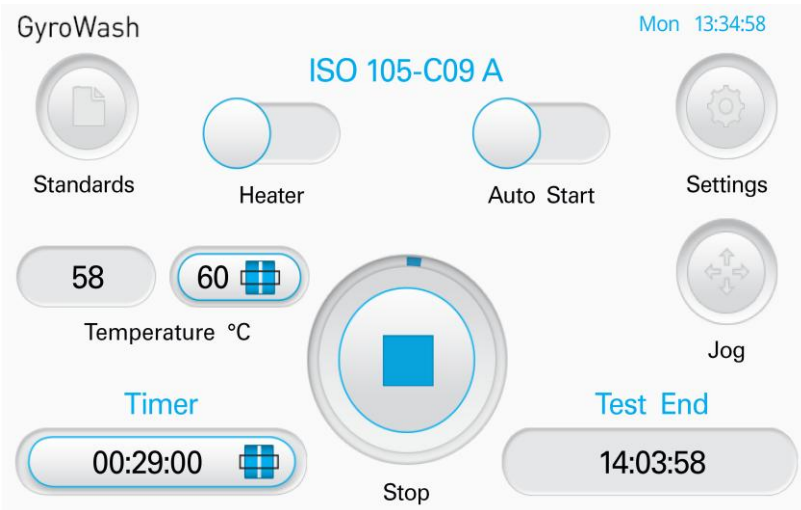 GyroWash
Mon 13:34:58
ISO 105-C09 A
Standards
Heater
Auto Start
Settings
58
60
Temperature °C
Jog
Timer
Test End
00:29:00
14:03:58
Stop